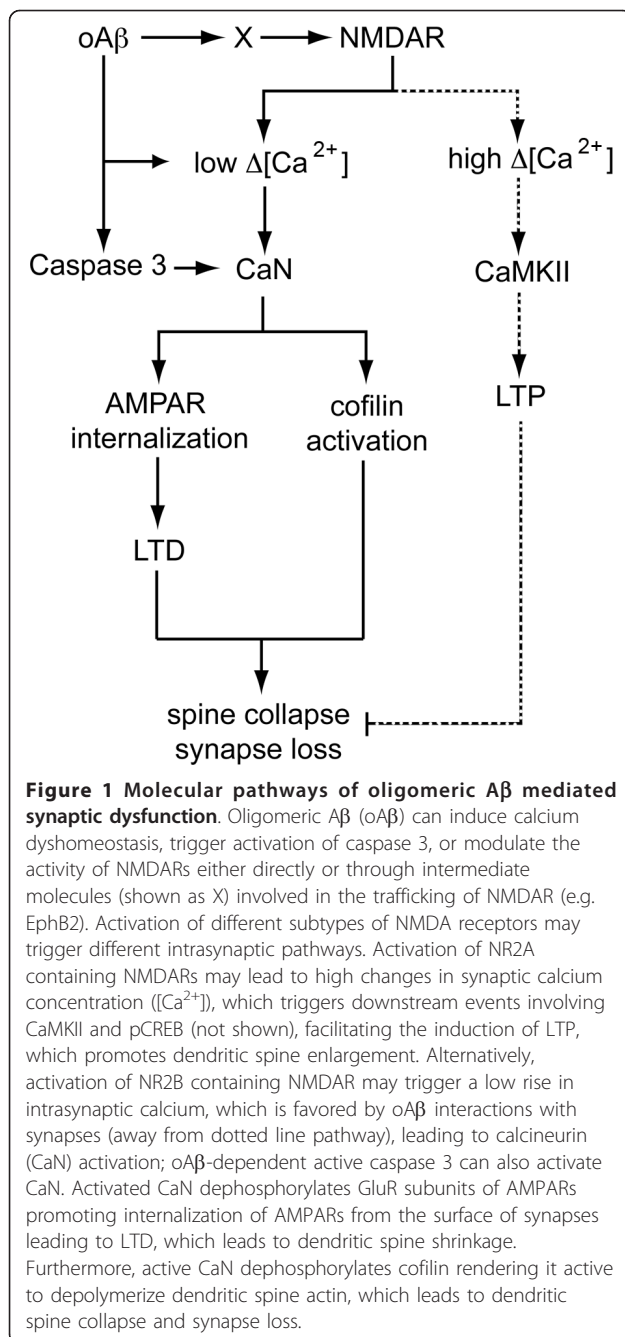 oAβ X NMDAR
low Δ[Ca²⁺] high Δ[Ca²⁺]
Caspase 3 CaN CaMKII
AMPAR internalization cofilin activation LTP
LTD
spine collapse
synapse loss
Figure 1 Molecular pathways of oligomeric Aβ mediated
synaptic dysfunction. Oligomeric Aβ (oAβ) can induce calcium
dyshomeostasis, trigger activation of caspase 3, or modulate the
activity of NMDARs either directly or through intermediate
molecules (shown as X) involved in the trafficking of NMDAR (e.g.
EphB2). Activation of different subtypes of NMDA receptors may
trigger different intrasynaptic pathways. Activation of NR2A
containing NMDARs may lead to high changes in synaptic calcium
concentration ([Ca²⁺]), which triggers downstream events involving
CaMKII and pCREB (not shown), facilitating the induction of LTP,
which promotes dendritic spine enlargement. Alternatively,
activation of NR2B containing NMDAR may trigger a low rise in
intrasynaptic calcium, which is favored by oAβ interactions with
synapses (away from dotted line pathway), leading to calcineurin
(CaN) activation; oAβ-dependent active caspase 3 can also activate
CaN. Activated CaN dephosphorylates GluR subunits of AMPARs
promoting internalization of AMPARs from the surface of synapses
leading to LTD, which leads to dendritic spine shrinkage.
Furthermore, active CaN dephosphorylates cofilin rendering it active
to depolymerize dendritic spine actin, which leads to dendritic
spine collapse and synapse loss.